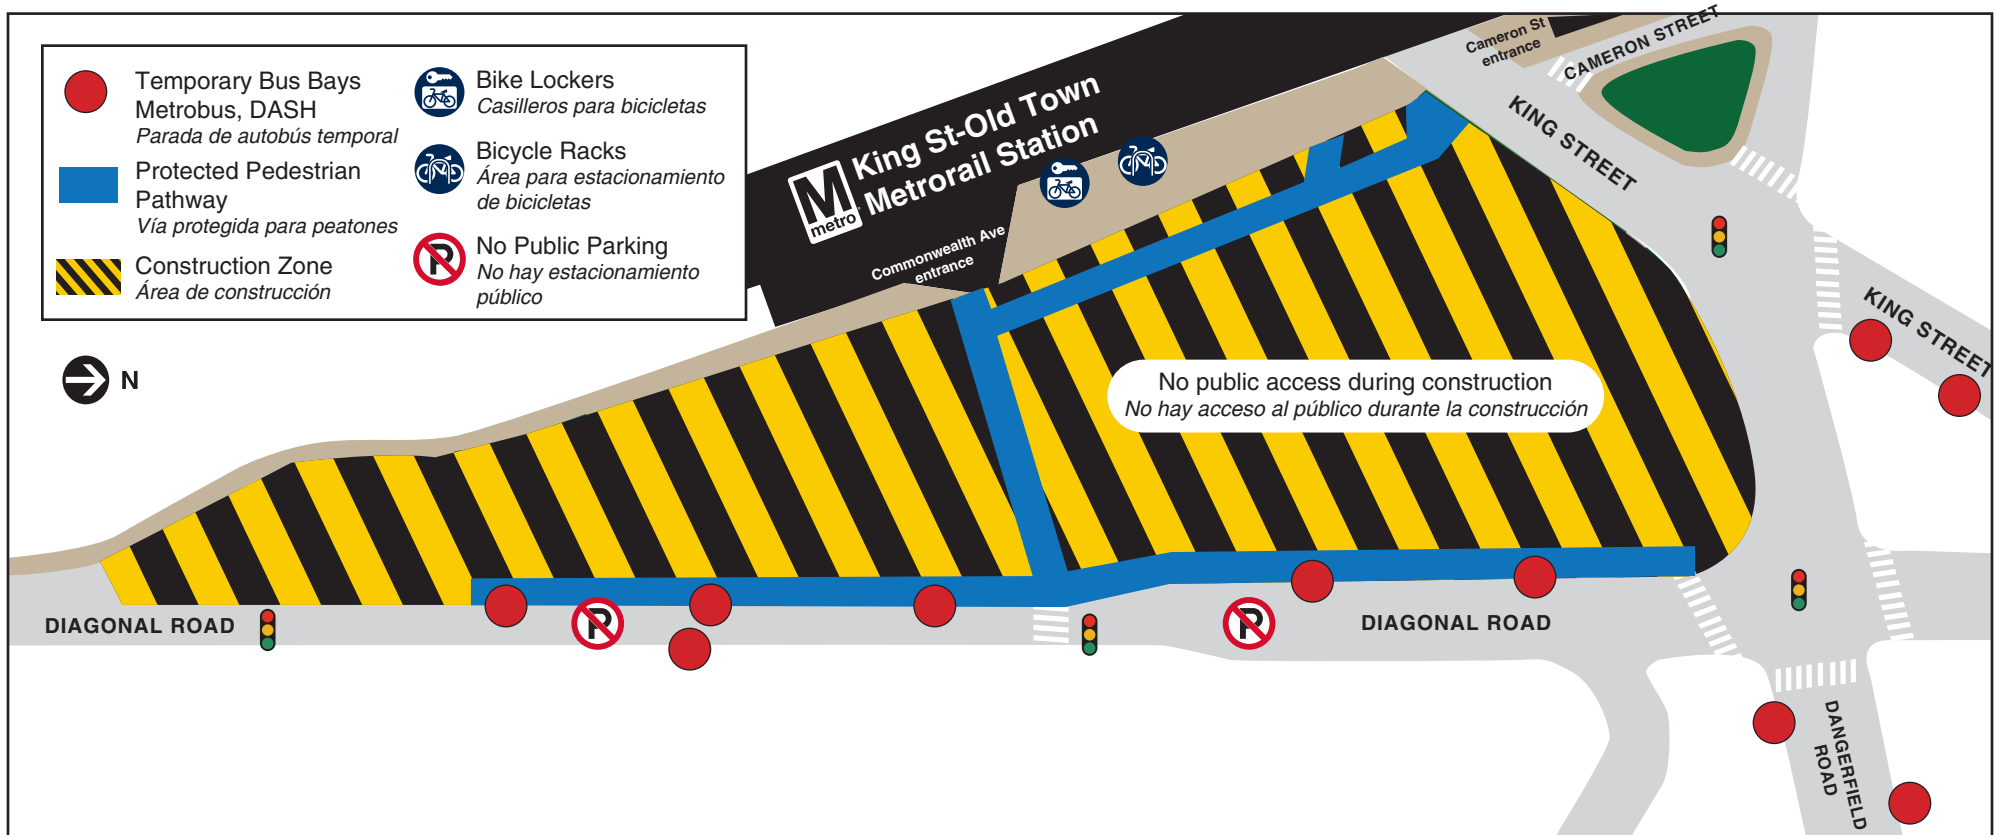 Temporary Bus Bays
Metrobus, DASH
Parada de autobús temporal
Protected Pedestrian
Pathway
Vía protegida para peatones
Construction Zone
Área de construcción
Bike Lockers
Casilleros para bicicletas
Bicycle Racks
Área para estacionamiento
de bicicletas
P
No Public Parking
No hay estacionamiento
público
N
M
metro
King St-Old Town
Metrorail Station
Commonwealth Ave
entrance
Cameron St
entrance
CAMERON STREET
KING STREET
KING STREET
No public access during construction
No hay acceso al público durante la construcción
DIAGONAL ROAD
P
P
DIAGONAL ROAD
DANGERFIELD
ROAD